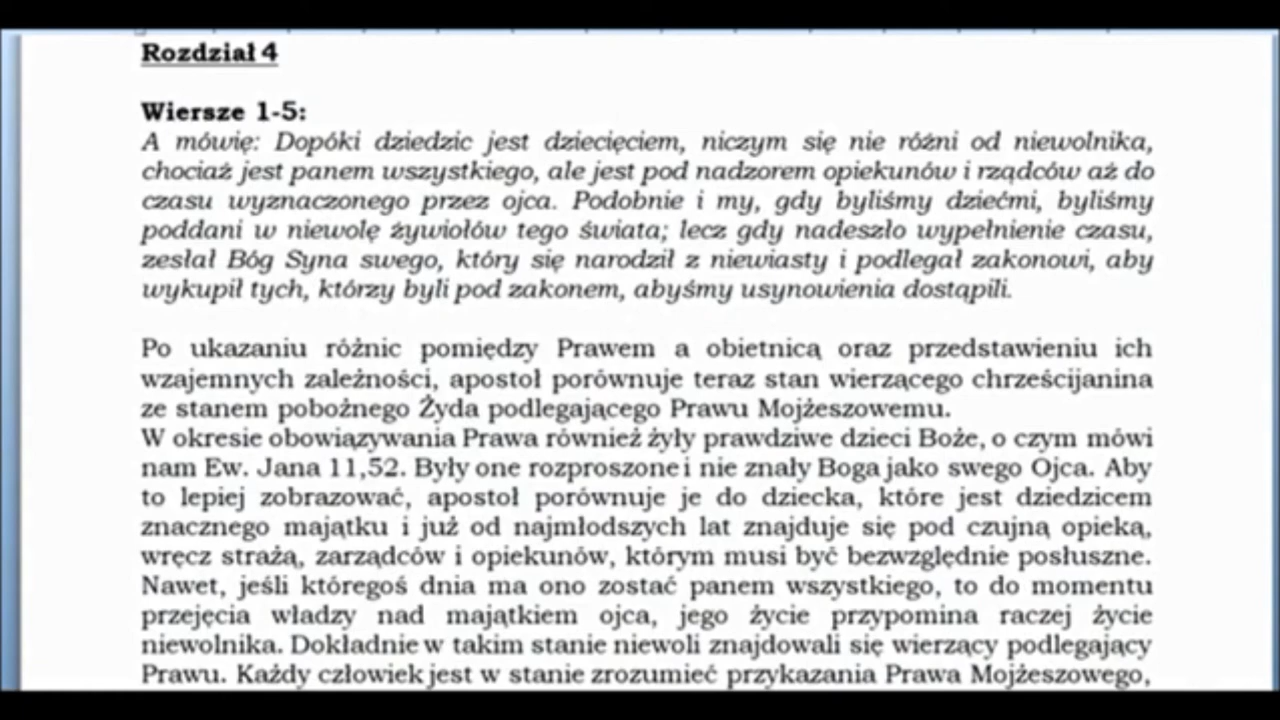 Rozdział 4
Wiersze 1-5:
A mówię: Dopóki dziedzic jest dziecięciem, niczym się nie różni od niewolnika,
chociaż jest panem wszystkiego, ale jest pod nadzorem opiekunów i rządców aż do
czasu wyznaczonego przez ojca. Podobnie i my, gdy byliśmy dziećmi, byliśmy
poddani w niewolę żywiołów tego świata; lecz gdy nadeszło wypełnienie czasu,
zesłał Bóg Syna swego, który się narodził z niewiasty i podlegał zakonowi, aby
wykupił tych, którzy byli pod zakonem, abyśmy usynowienia dostąpili.
Po ukazaniu różnic pomiędzy Prawem a obietnicą oraz przedstawieniu ich
wzajemnych zależności, apostoł porównuje teraz stan wierzącego chrześcijanina
ze stanem pobożnego Żyda podlegającego Prawu Mojżeszowemu.
W okresie obowiązywania Prawa również żyły prawdziwe dzieci Boże, o czym mówi
nam Ew. Jana 11,52. Były one rozproszone i nie znały Boga jako swego Ojca. Aby
to lepiej zobrazować, apostoł porównuje je do dziecka, które jest dziedzicem
znacznego majątku i już od najmłodszych lat znajduje się pod czujną opieką,
wręcz strażą, zarządców i opiekunów, którym musi być bezwzględnie posłuszne.
Nawet, jeśli któregoś dnia ma ono zostać panem wszystkiego, to do momentu
przejęcia władzy nad majątkiem ojca, jego życie przypomina raczej życie
niewolnika. Dokładnie w takim stanie niewoli znajdowali się wierzący podlegający
Prawu. Każdy człowiek jest w stanie zrozumieć przykazania Prawa Mojżeszowego,